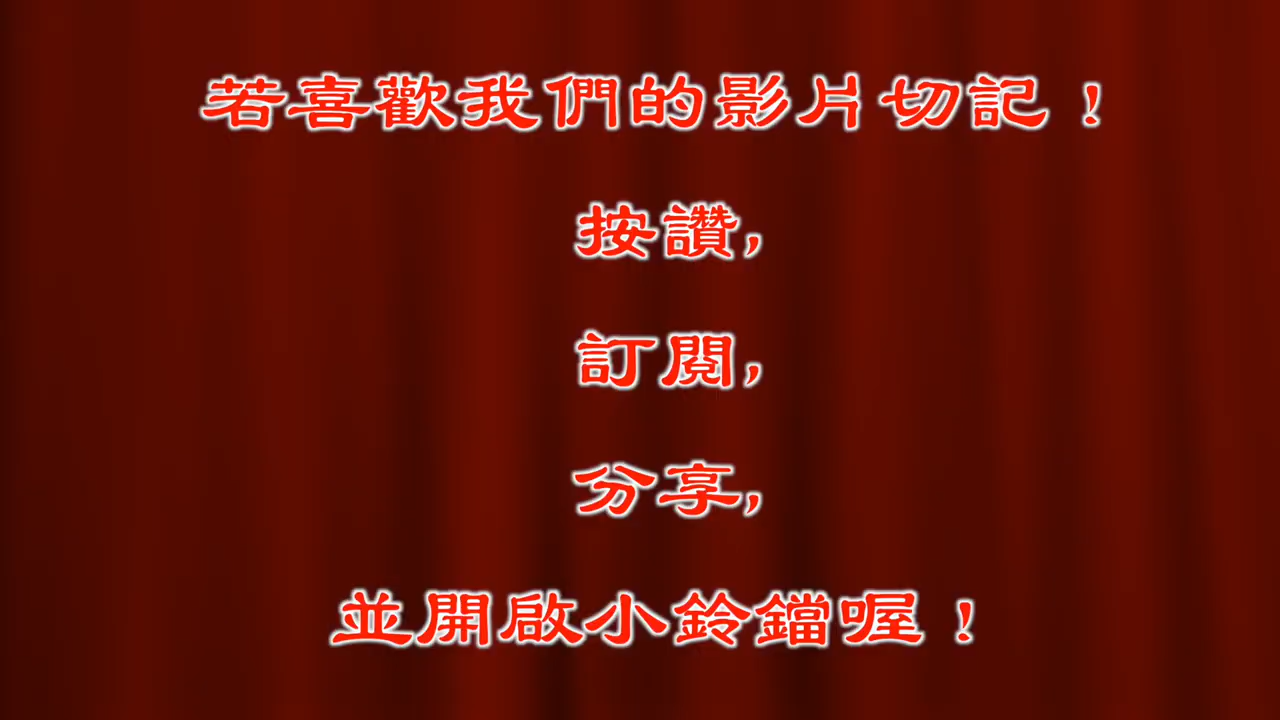 若喜歡我們的影片切記！
按讚,
訂閱,
分享,
並開啟小鈴鐺喔！